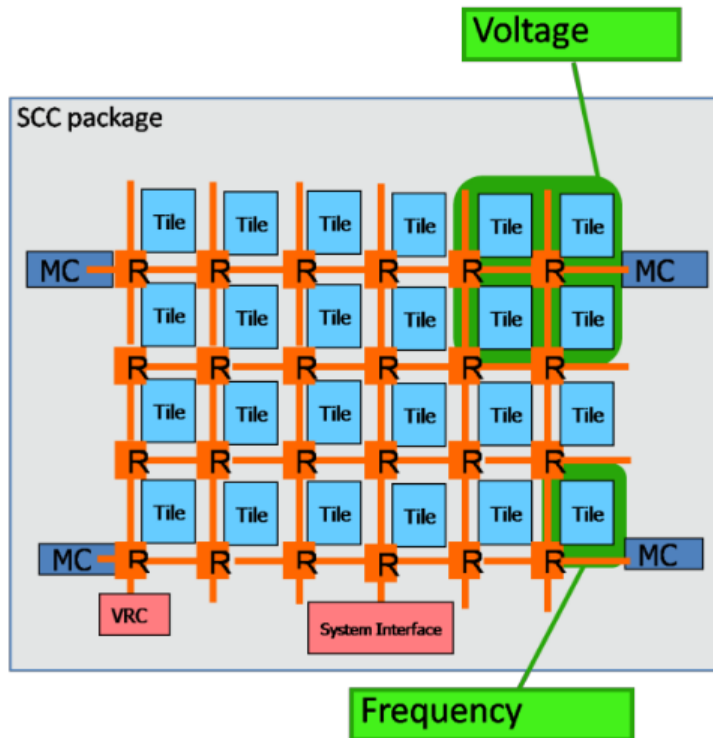 Voltage
SCC package
Tile Tile Tile Tile Tile Tile
MC R R R R R R MC
Tile Tile Tile Tile Tile Tile
R R R R R R
Tile Tile Tile Tile Tile Tile
R R R R R R
Tile Tile Tile Tile Tile Tile
MC R R R R R R MC
VRC
System Interface
Frequency